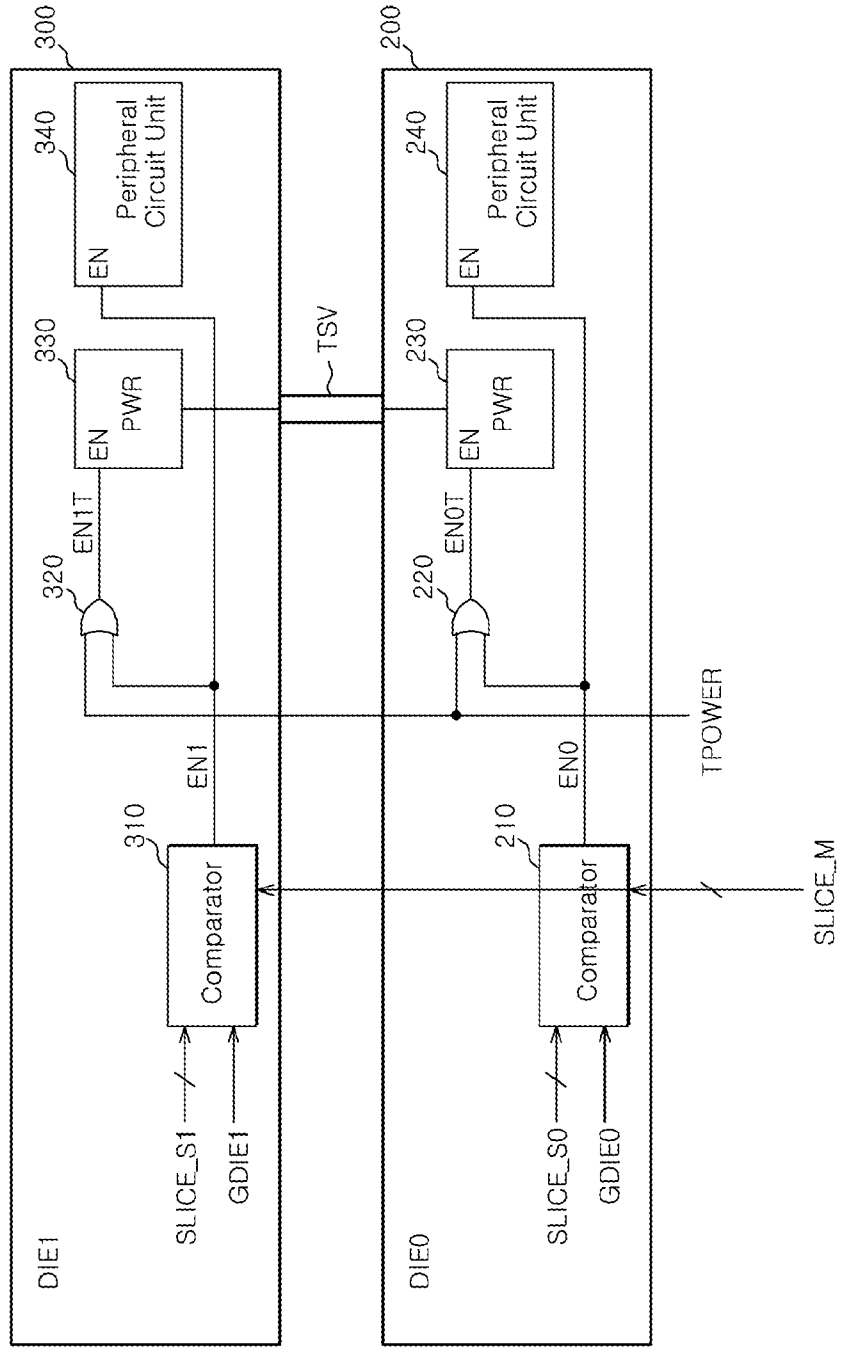 DIE1
SLICE_S1
GDIE1
310
Comparator
EN1
320
EN1T
330
EN
PWR
340
EN
Peripheral
Circuit Unit
300
TSV
DIE0
SLICE_S0
GDIE0
210
Comparator
EN0
220
EN0T
230
EN
PWR
240
EN
Peripheral
Circuit Unit
200
SLICE_M
TPOWER